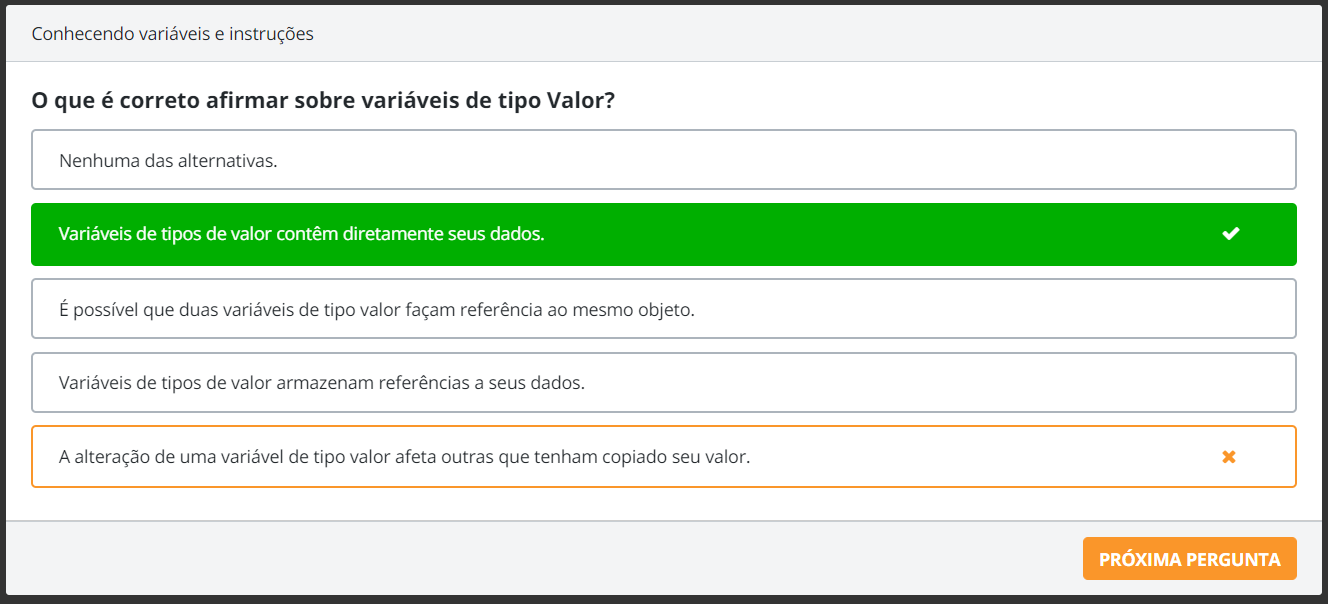 Conhecendo variáveis e instruções
O que é correto afirmar sobre variáveis de tipo Valor?
Nenhuma das alternativas.
Variáveis de tipos de valor contêm diretamente seus dados.
É possível que duas variáveis de tipo valor façam referência ao mesmo objeto.
Variáveis de tipos de valor armazenam referências a seus dados.
A alteração de uma variável de tipo valor afeta outras que tenham copiado seu valor.
PRÓXIMA PERGUNTA